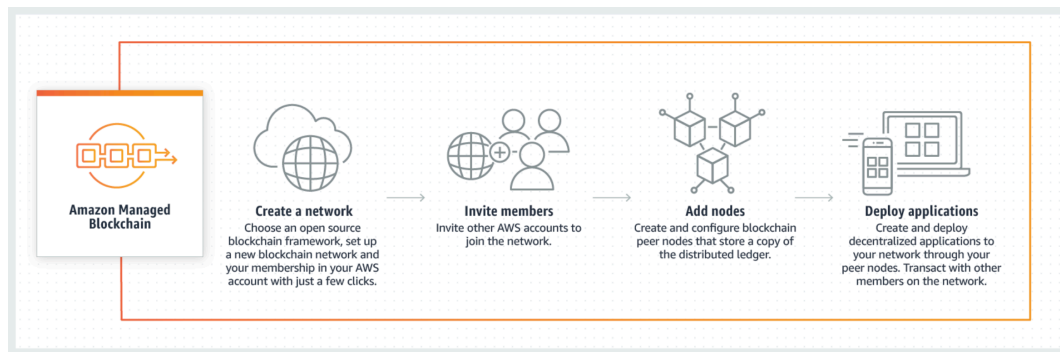 Amazon Managed
Blockchain
Create a network
Choose an open source
blockchain framework, set up
a new blockchain network and
your membership in your AWS
account with just a few clicks.
Invite members
Invite other AWS accounts to
join the network.
Add nodes
Create and configure blockchain
peer nodes that store a copy of
the distributed ledger.
Deploy applications
Create and deploy
decentralized applications to
your network through your
peer nodes. Transact with other
members on the network.